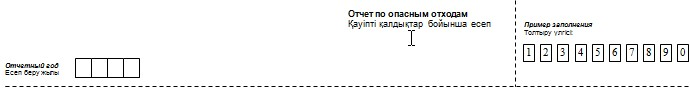 Отчет по опасным отходам
Қауіпті қалдықтар бойынша есеп
Пример заполнения
Толтыру үлгісі:
1 2 3 4 5 6 7 8 9 0
Отчетный год
Есеп беру жылы